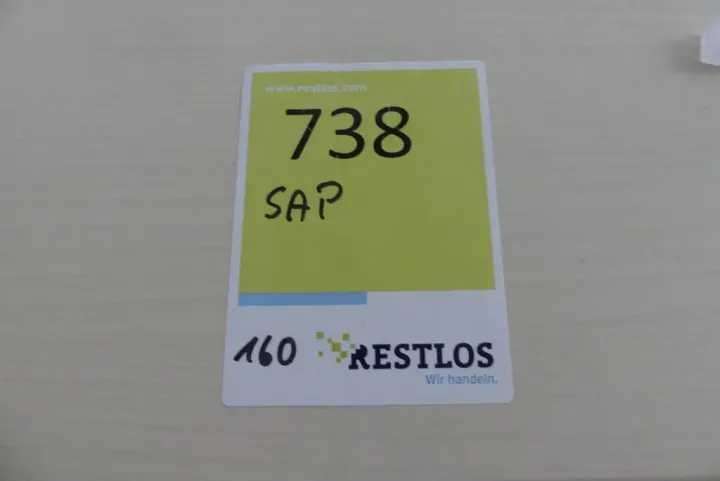 www.restlos.com
738
SAP
160
RESTLOS
Wir handeln.